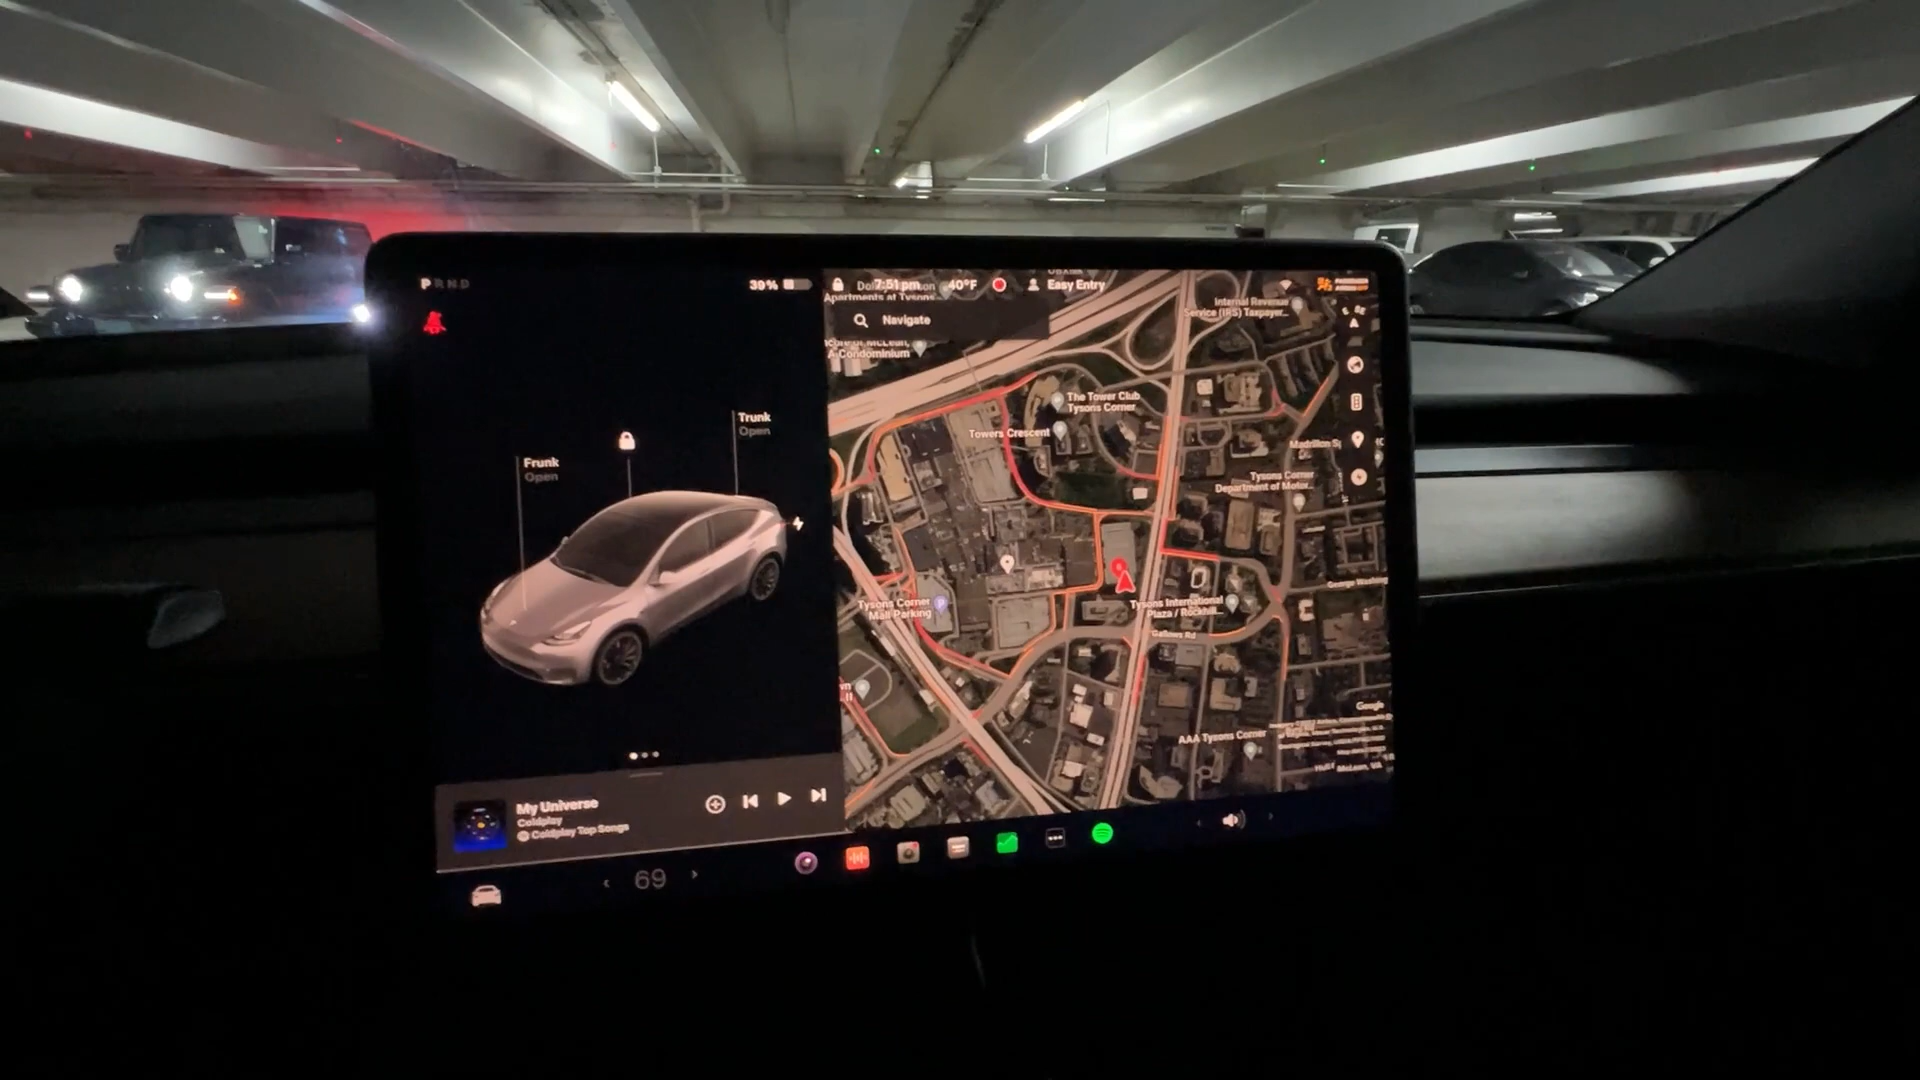 P R N D
39%
7:51 pm
40°F
Easy Entry
Apartments at Tysons
Navigate
A Condominium
Trunk
Open
Frunk
Open
Internal Revenue
Service (IRS) Taxpayer...
The Tower Club
Tysons Corner
Towers Crescent
Tysons Corner
Department of Motor...
Tysons Corner
Mall Parking
P
Tysons International
Plaza / Rockhill...
Gallows Rd
George Washing
Google
AAA Tysons Corner
McLean, VA
My Universe
Coldplay
Coldplay Top Songs
69